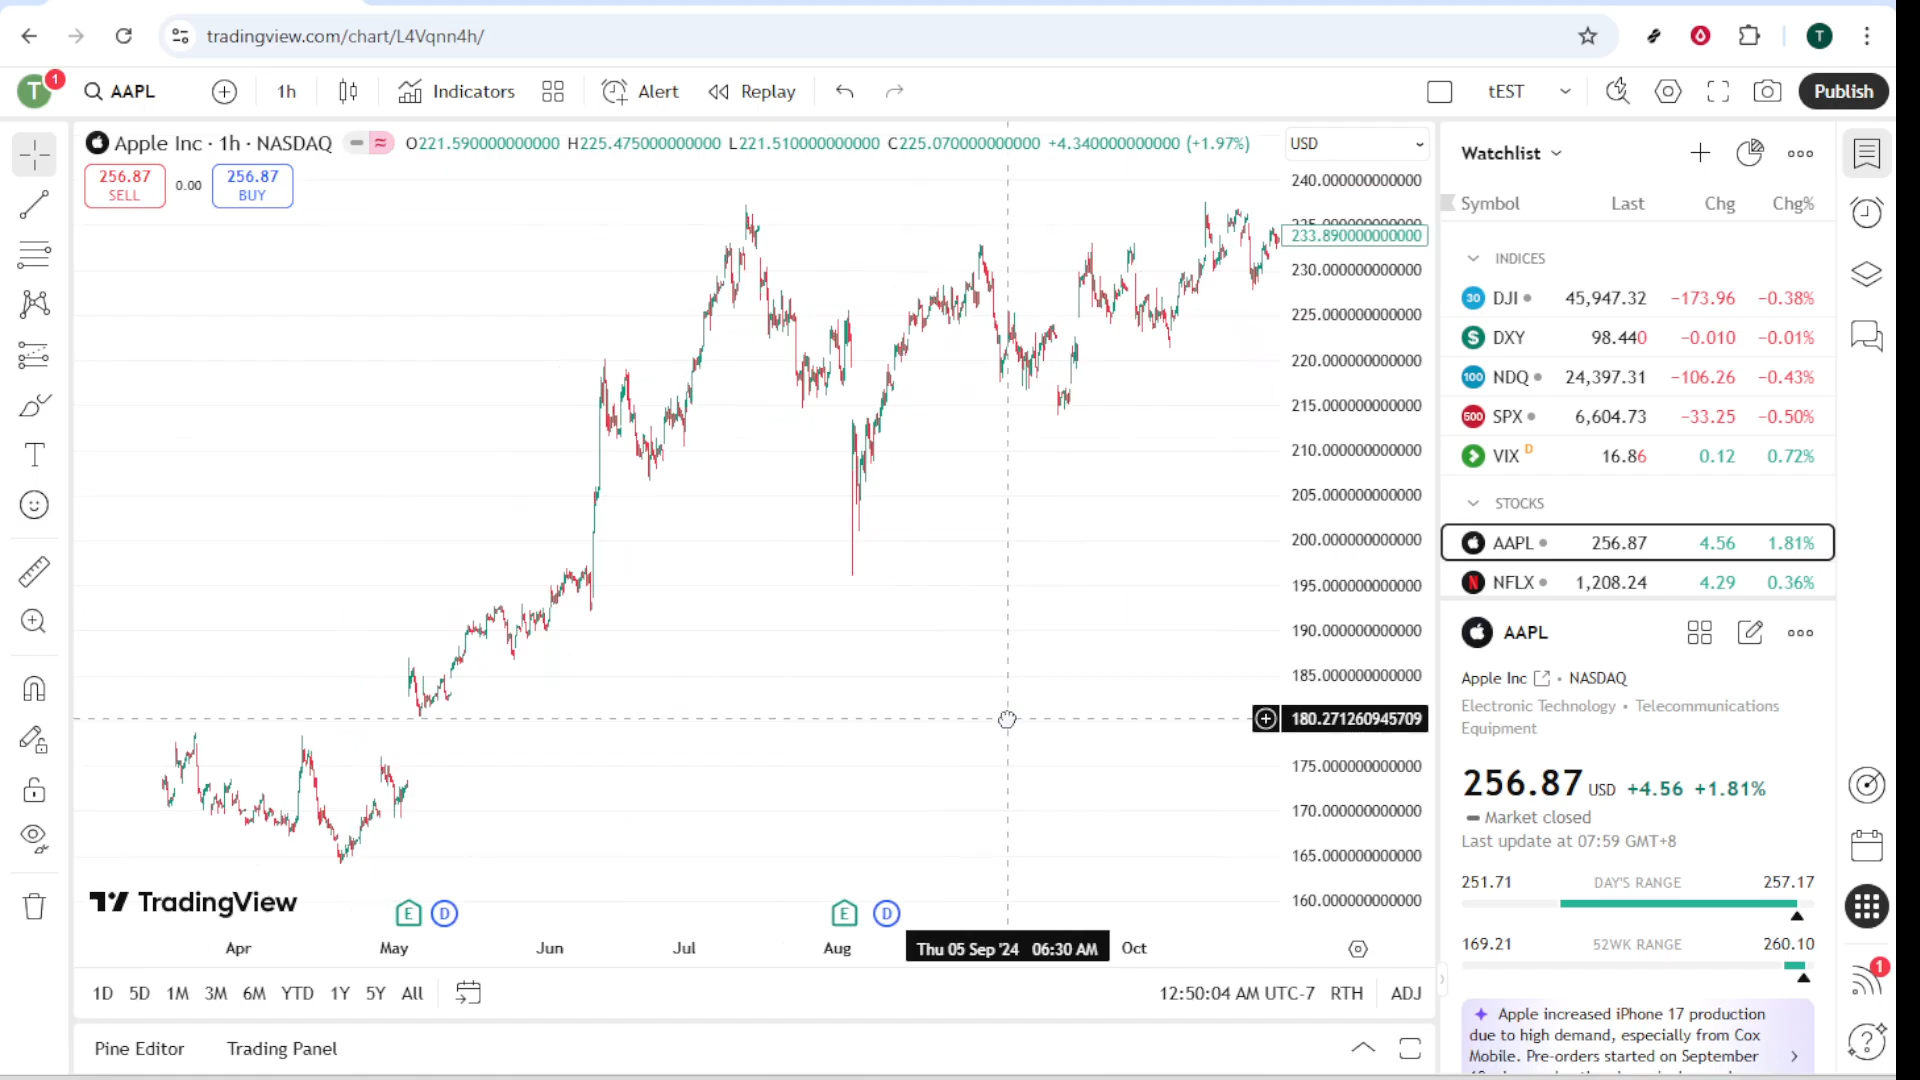 tradingview.com/chart/L4Vqnn4h/
T
T 1 AAPL 1h Indicators Alert Replay tEST Publish
Apple Inc · 1h · NASDAQ O221.590000000000 H225.475000000000 L221.510000000000 C225.070000000000 +4.340000000000 (+1.97%) USD
256.87 SELL 0.00 256.87 BUY
240.000000000000
233.890000000000
230.000000000000
225.000000000000
220.000000000000
215.000000000000
210.000000000000
205.000000000000
200.000000000000
195.000000000000
190.000000000000
185.000000000000
180.271260945709
175.000000000000
170.000000000000
165.000000000000
160.000000000000
TradingView
E D E D
Apr May Jun Jul Aug Thu 05 Sep '24 06:30 AM Oct
1D 5D 1M 3M 6M YTD 1Y 5Y All 12:50:04 AM UTC-7 RTH ADJ
Pine Editor Trading Panel
Watchlist
Symbol Last Chg Chg%
INDICES
30 DJI 45,947.32 −173.96 −0.38%
S DXY 98.440 −0.010 −0.01%
100 NDQ 24,397.31 −106.26 −0.43%
500 SPX 6,604.73 −33.25 −0.50%
VIX D 16.86 0.12 0.72%
STOCKS
AAPL 256.87 4.56 1.81%
N NFLX 1,208.24 4.29 0.36%
AAPL
Apple Inc • NASDAQ
Electronic Technology • Telecommunications
Equipment
256.87 USD +4.56 +1.81%
Market closed
Last update at 07:59 GMT+8
251.71 DAY'S RANGE 257.17
169.21 52WK RANGE 260.10
1
Apple increased iPhone 17 production
due to high demand, especially from Cox
Mobile. Pre-orders started on September